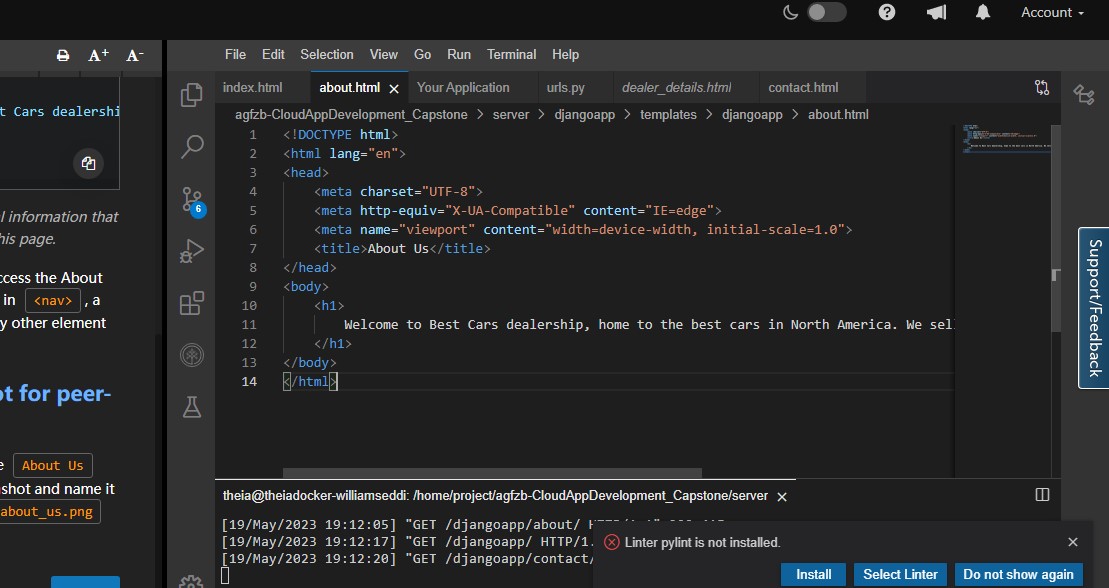 Account
A+ A-
File Edit Selection View Go Run Terminal Help
index.html about.html Your Application urls.py dealer_details.html contact.html
agfzb-CloudAppDevelopment_Capstone > server > djangoapp > templates > djangoapp > about.html
t Cars dealershi
l information that
his page.
ccess the About
in <nav> , a
y other element
ot for peer-
e About Us
shot and name it
about_us.png
6
1 <!DOCTYPE html>
2 <html lang="en">
3 <head>
4 <meta charset="UTF-8">
5 <meta http-equiv="X-UA-Compatible" content="IE=edge">
6 <meta name="viewport" content="width=device-width, initial-scale=1.0">
7 <title>About Us</title>
8 </head>
9 <body>
10 <h1>
11 Welcome to Best Cars dealership, home to the best cars in North America. We sel
12 </h1>
13 </body>
14 </html>
Support/Feedback
theia@theiadocker-williamseddi: /home/project/agfzb-CloudAppDevelopment_Capstone/server
[19/May/2023 19:12:05] "GET /djangoapp/about/
[19/May/2023 19:12:17] "GET /djangoapp/ HTTP/1.
[19/May/2023 19:12:20] "GET /djangoapp/contact/
Linter pylint is not installed.
Install Select Linter Do not show again